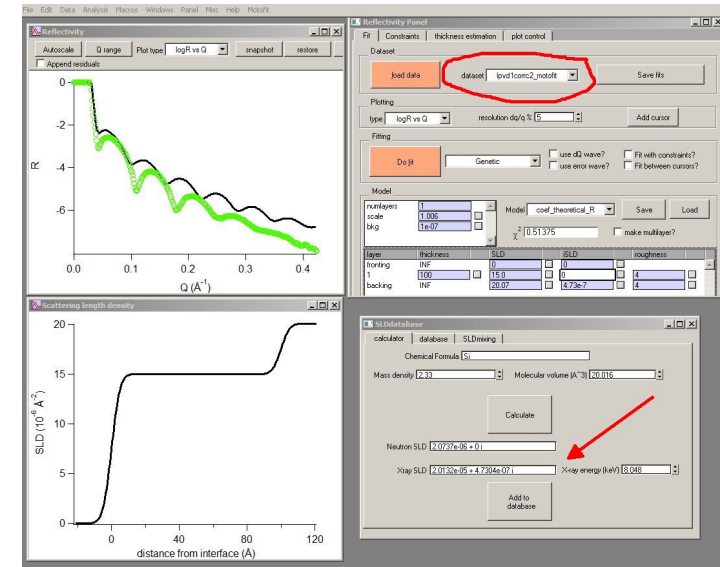 File Edit Data Analysis Macros Windows Panel Misc Help Motofit
Reflectivity
Autoscale Q range Plot type logR vs Q snapshot restore
Append residuals
0
-2
-4
-6
R
0.0 0.1 0.2 0.3 0.4
Q (Å⁻¹)
Reflectivity Panel
Fit Constraints thickness estimation plot control
Dataset
load data dataset lpvd1corrc2_motofit Save fits
Plotting
type logR vs Q resolution dq/q % 5 Add cursor
Fitting
Do fit Genetic use dQ wave? Fit with constraints?
use error wave? Fit between cursors?
Model
numlayers 1
scale 1.006
bkg 1e-07
Model coef_theoretical_R Save Load
χ² 0.51375 make multilayer?
layer thickness SLD iSLD roughness
fronting INF 0 0
1 100 15.0 0 4
backing INF 20.07 4.73e-7 4
Scattering length density
20
15
10
5
0
SLD (10⁻⁶ Å⁻²)
0 40 80 120
distance from interface (Å)
SLDdatabase
calculator database SLDmixing
Chemical Formula Si
Mass density 2.33 Molecular volume (A^3) 20.016
Calculate
Neutron SLD 2.0737e-06 + 0 i
Xray SLD 2.0132e-05 + 4.7304e-07 i X-ray energy (keV) 8.048
Add to
database